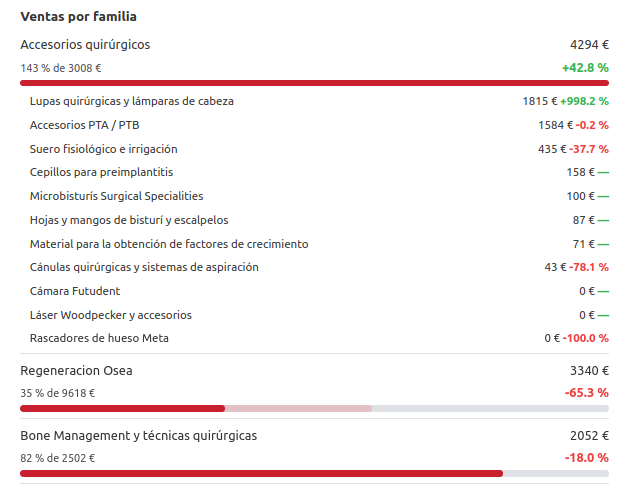 Ventas por familia
Accesorios quirúrgicos 4294 €
143 % de 3008 € +42.8 %
Lupas quirúrgicas y lámparas de cabeza 1815 € +998.2 %
Accesorios PTA / PTB 1584 € -0.2 %
Suero fisiológico e irrigación 435 € -37.7 %
Cepillos para preimplantitis 158 € —
Microbisturís Surgical Specialities 100 € —
Hojas y mangos de bisturí y escalpelos 87 € —
Material para la obtención de factores de crecimiento 71 € —
Cánulas quirúrgicas y sistemas de aspiración 43 € -78.1 %
Cámara Futudent 0 € —
Láser Woodpecker y accesorios 0 € —
Rascadores de hueso Meta 0 € -100.0 %
Regeneracion Osea 3340 €
35 % de 9618 € -65.3 %
Bone Management y técnicas quirúrgicas 2052 €
82 % de 2502 € -18.0 %